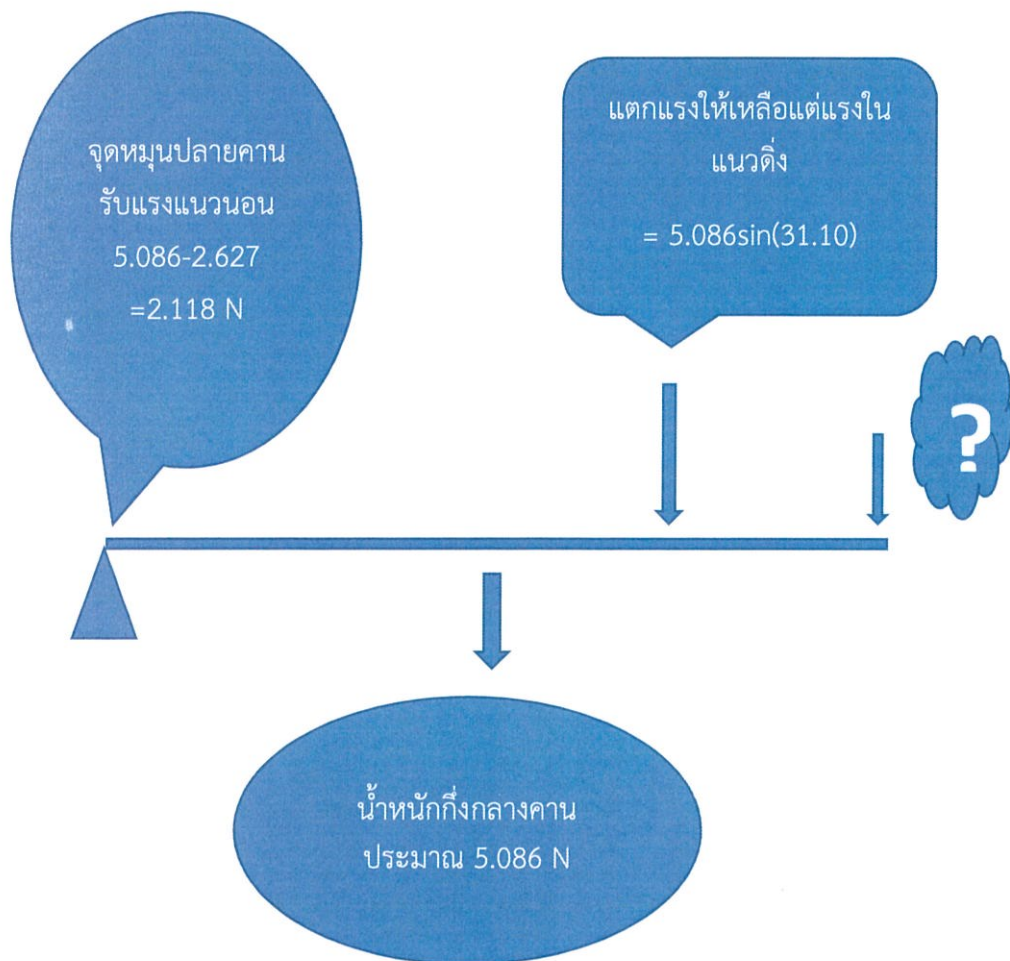 จุดหมุนปลายคาน
รับแรงแนวนอน
5.086-2.627
=2.118 N
แตกแรงให้เหลือแต่แรงใน
แนวดิ่ง
= 5.086sin(31.10)
?
น้ำหนักกึ่งกลางคาน
ประมาณ 5.086 N